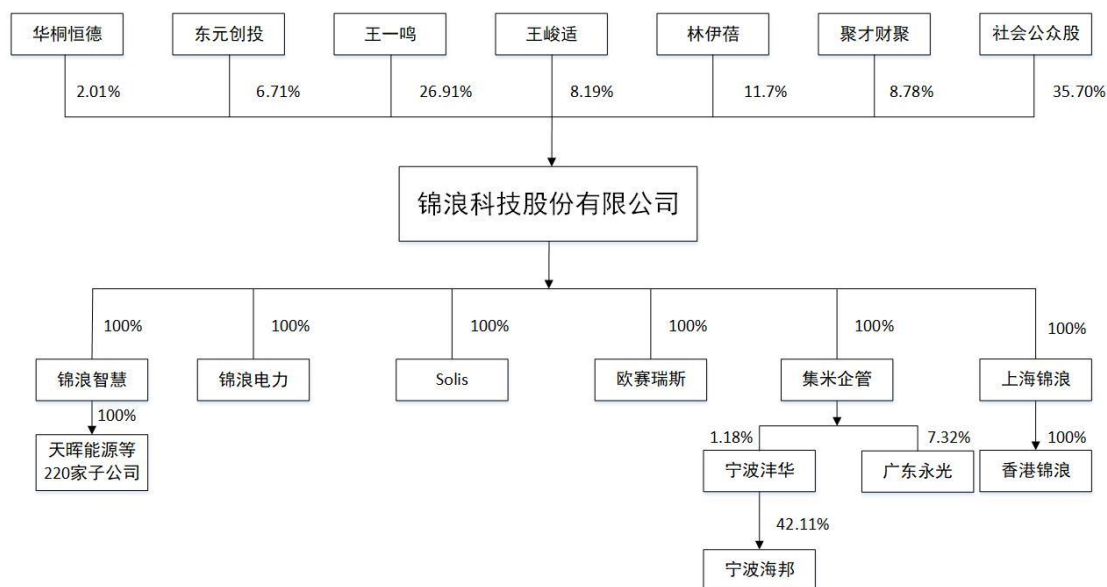 华桐恒德
东元创投
王一鸣
王峻适
林伊蓓
聚才财聚
社会公众股
2.01%
6.71%
26.91%
8.19%
11.7%
8.78%
35.70%
锦浪科技股份有限公司
100%
100%
100%
100%
100%
100%
锦浪智慧
锦浪电力
Solis
欧赛瑞斯
集米企管
上海锦浪
100%
1.18%
7.32%
100%
天晖能源等
220家子公司
宁波沣华
广东永光
香港锦浪
42.11%
宁波海邦